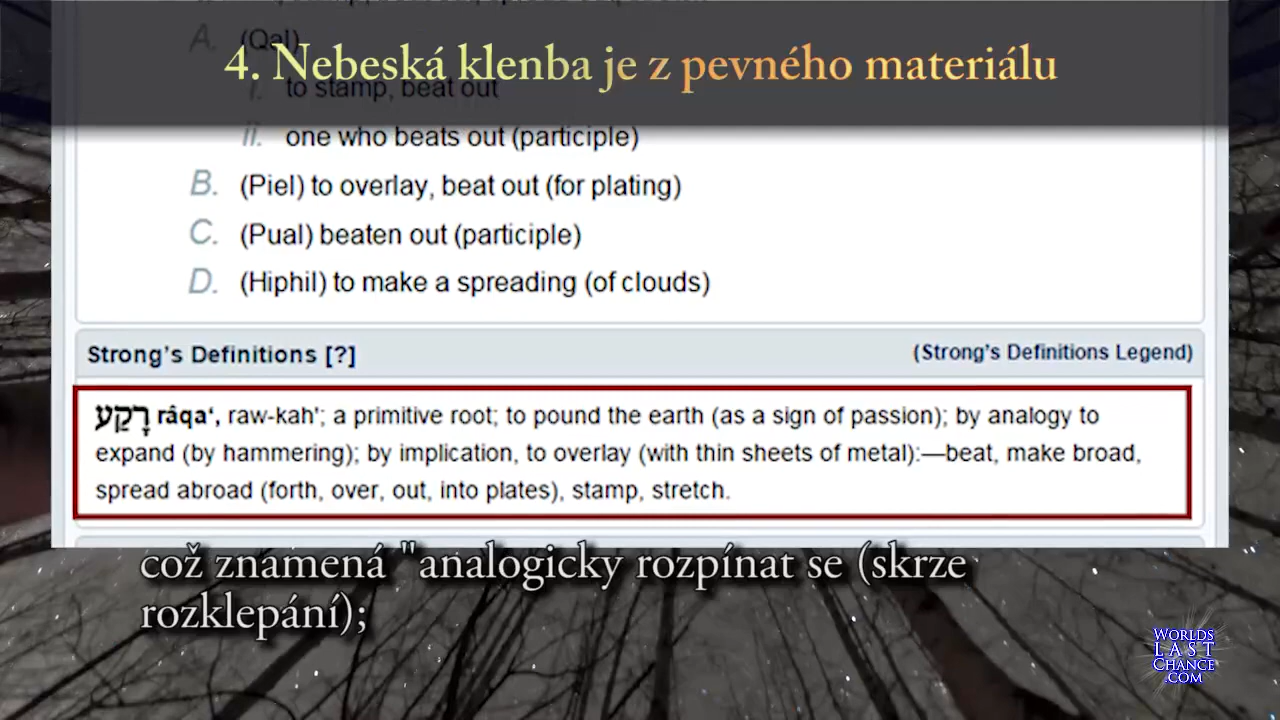 4. Nebeská klenba je z pevného materiálu
A. (Qal)
i. to stamp, beat out
ii. one who beats out (participle)
B. (Piel) to overlay, beat out (for plating)
C. (Pual) beaten out (participle)
D. (Hiphil) to make a spreading (of clouds)
Strong's Definitions [?]
(Strong's Definitions Legend)
רָקַע râqaʻ, raw-kah'; a primitive root; to pound the earth (as a sign of passion); by analogy to
expand (by hammering); by implication, to overlay (with thin sheets of metal):—beat, make broad,
spread abroad (forth, over, out, into plates), stamp, stretch.
což znamená "analogicky rozpínat se (skrze
rozklepání);
WORLDS
LAST
CHANCE
.COM